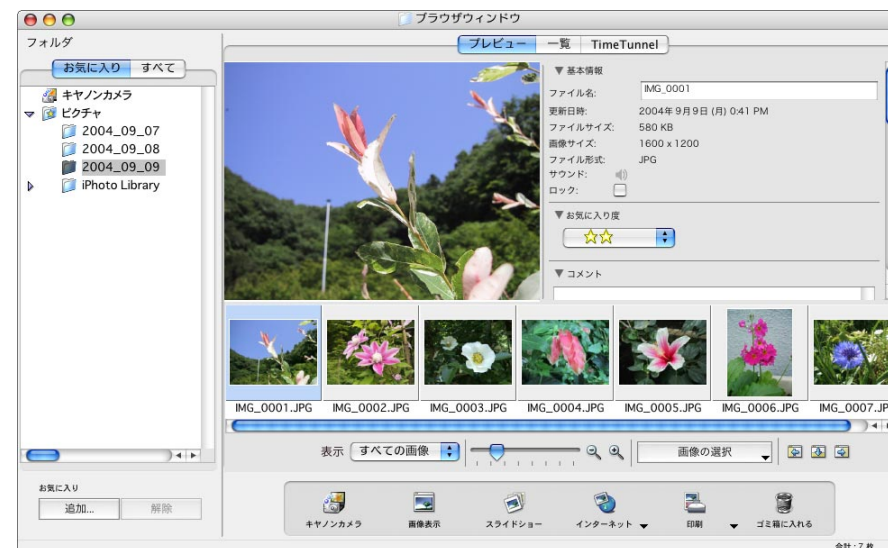 ブラウザウィンドウ
フォルダ
お気に入り すべて
キヤノンカメラ
ピクチャ
2004_09_07
2004_09_08
2004_09_09
iPhoto Library
プレビュー 一覧 TimeTunnel
基本情報
ファイル名: IMG_0001
更新日時: 2004年 9月9日 (月) 0:41 PM
ファイルサイズ: 580 KB
画像サイズ: 1600 x 1200
ファイル形式: JPG
サウンド:
ロック:
お気に入り度
コメント
IMG_0001.JPG IMG_0002.JPG IMG_0003.JPG IMG_0004.JPG IMG_0005.JPG IMG_0006.JPG IMG_0007.JP
表示 すべての画像 画像の選択
お気に入り
追加... 解除
キヤノンカメラ 画像表示 スライドショー インターネット 印刷 ゴミ箱に入れる
合計:7 枚